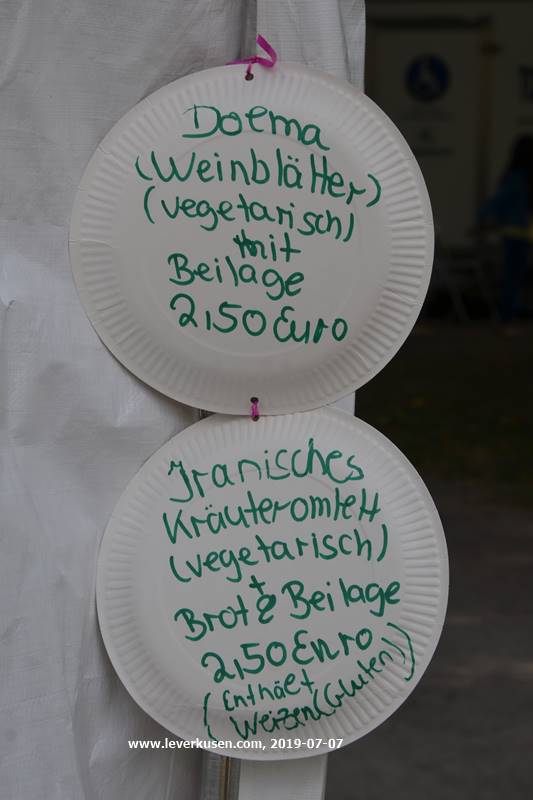 Doema
(Weinblätter)
(vegetarisch)
mit
Beilage
2,50 Euro
Iranisches
Kräuteromlett
(vegetarisch)
+
Brot & Beilage
2,50 Euro
(Enthält
Weizen (Gluten))
www.leverkusen.com, 2019-07-07